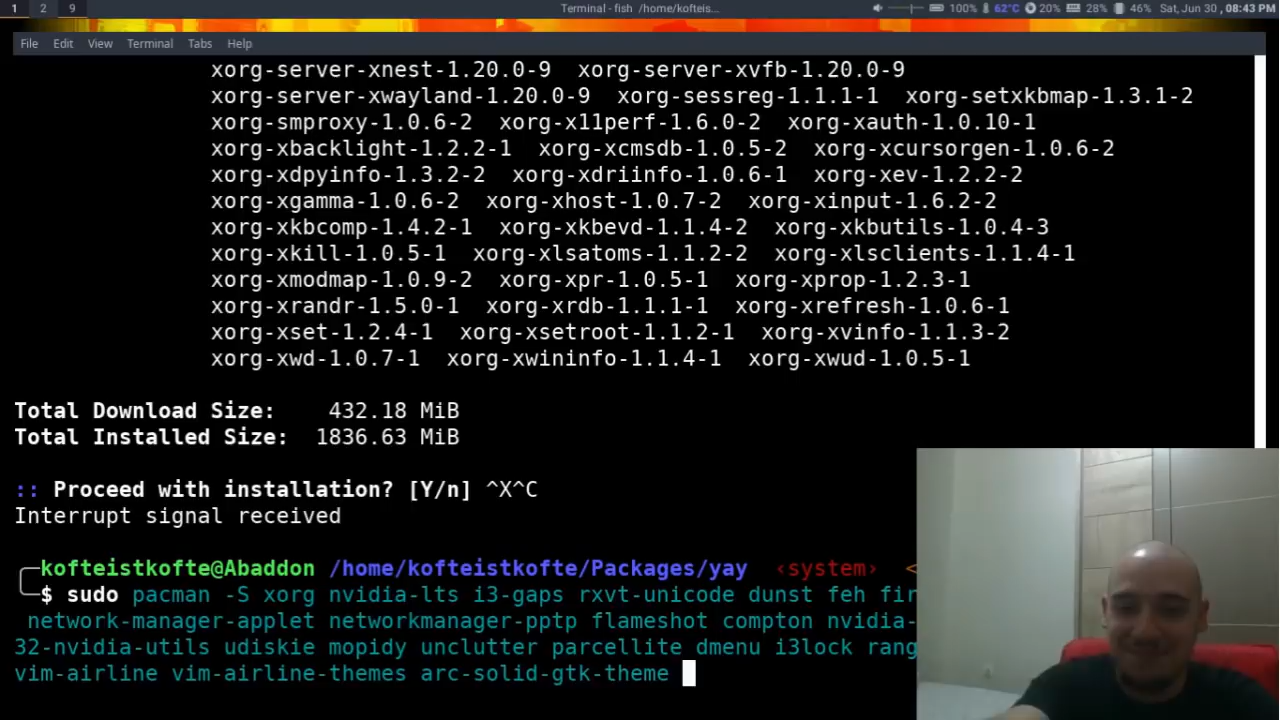 1 2 9 Terminal - fish /home/kofteis... 100% 62°C 20% 28% 46% Sat, Jun 30 , 08:43 PM
File Edit View Terminal Tabs Help
xorg-server-xnest-1.20.0-9 xorg-server-xvfb-1.20.0-9
xorg-server-xwayland-1.20.0-9 xorg-sessreg-1.1.1-1 xorg-setxkbmap-1.3.1-2
xorg-smproxy-1.0.6-2 xorg-x11perf-1.6.0-2 xorg-xauth-1.0.10-1
xorg-xbacklight-1.2.2-1 xorg-xcmsdb-1.0.5-2 xorg-xcursorgen-1.0.6-2
xorg-xdpyinfo-1.3.2-2 xorg-xdriinfo-1.0.6-1 xorg-xev-1.2.2-2
xorg-xgamma-1.0.6-2 xorg-xhost-1.0.7-2 xorg-xinput-1.6.2-2
xorg-xkbcomp-1.4.2-1 xorg-xkbevd-1.1.4-2 xorg-xkbutils-1.0.4-3
xorg-xkill-1.0.5-1 xorg-xlsatoms-1.1.2-2 xorg-xlsclients-1.1.4-1
xorg-xmodmap-1.0.9-2 xorg-xpr-1.0.5-1 xorg-xprop-1.2.3-1
xorg-xrandr-1.5.0-1 xorg-xrdb-1.1.1-1 xorg-xrefresh-1.0.6-1
xorg-xset-1.2.4-1 xorg-xsetroot-1.1.2-1 xorg-xvinfo-1.1.3-2
xorg-xwd-1.0.7-1 xorg-xwininfo-1.1.4-1 xorg-xwud-1.0.5-1
Total Download Size: 432.18 MiB
Total Installed Size: 1836.63 MiB
:: Proceed with installation? [Y/n] ^X^C
Interrupt signal received
kofteistkofte@Abaddon /home/kofteistkofte/Packages/yay ‹system› <
$ sudo pacman -S xorg nvidia-lts i3-gaps rxvt-unicode dunst feh fir
network-manager-applet networkmanager-pptp flameshot compton nvidia-
32-nvidia-utils udiskie mopidy unclutter parcellite dmenu i3lock rang
vim-airline vim-airline-themes arc-solid-gtk-theme